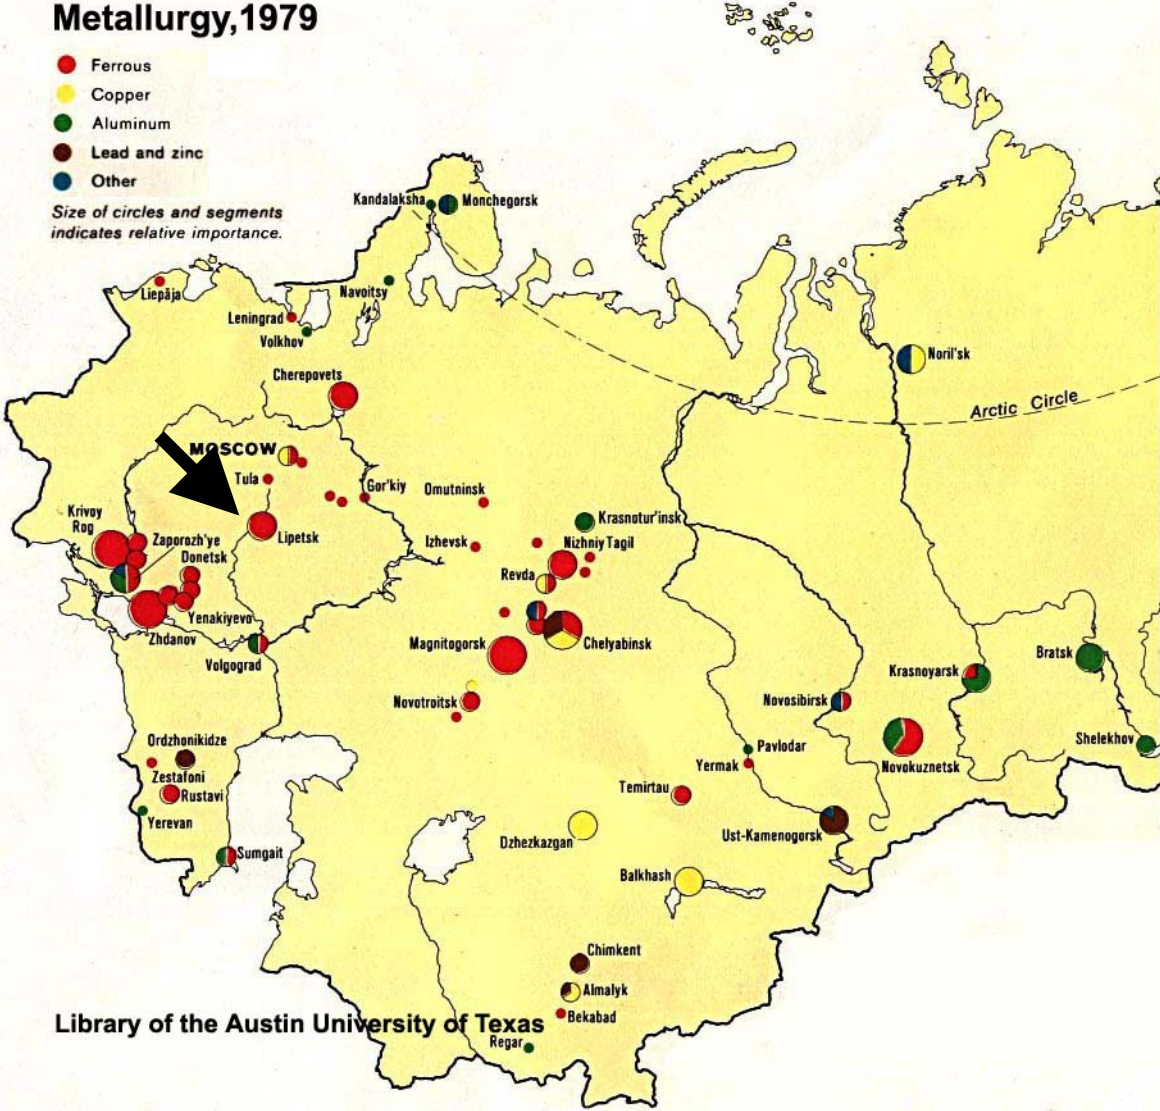 Metallurgy,1979
Ferrous
Copper
Aluminum
Lead and zinc
Other
Size of circles and segments
indicates relative importance.
Kandalaksha
Monchegorsk
Liepāja
Navoitsy
Leningrad
Volkhov
Noril'sk
Cherepovets
Arctic Circle
MOSCOW
Tula
Gor'kiy
Omutninsk
Krivoy
Rog
Lipetsk
Krasnotur'insk
Zaporozh'ye
Izhevsk
Nizhniy Tagil
Donetsk
Revda
Yenakiyevo
Zhdanov
Magnitogorsk
Chelyabinsk
Volgograd
Bratsk
Krasnoyarsk
Novotroitsk
Novosibirsk
Ordzhonikidze
Pavlodar
Shelekhov
Zestafoni
Yermak
Novokuznetsk
Rustavi
Temirtau
Yerevan
Ust-Kamenogorsk
Dzhezkazgan
Sumgait
Balkhash
Chimkent
Almalyk
Bekabad
Library of the Austin University of Texas
Regar